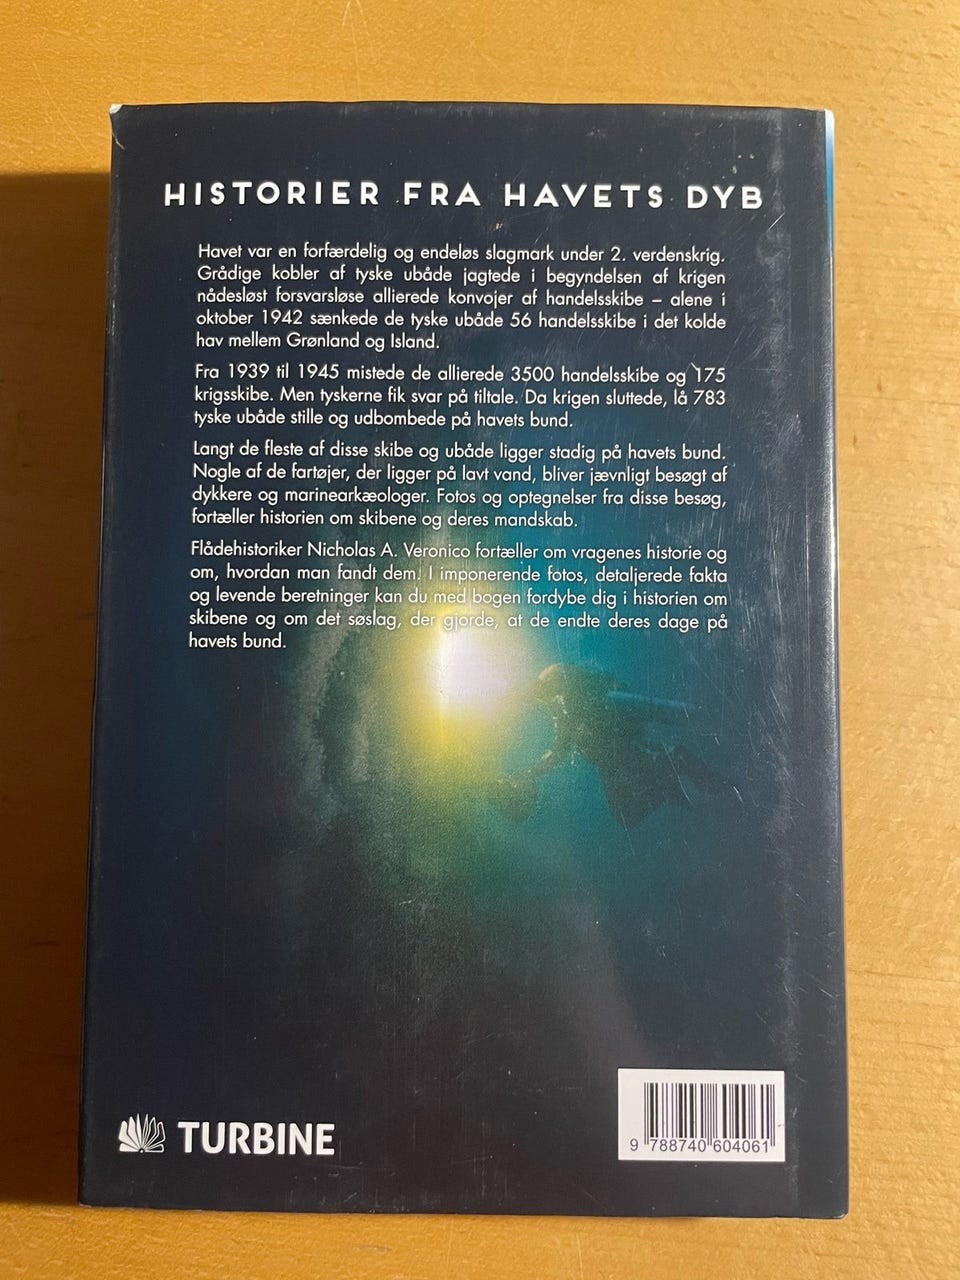 HISTORIER FRA HAVETS DYB
Havet var en forfærdelig og endeløs slagmark under 2. verdenskrig.
Grådige kobler af tyske ubåde jagtede i begyndelsen af krigen
nådesløst forsvarsløse allierede konvojer af handelsskibe – alene i
oktober 1942 sænkede de tyske ubåde 56 handelsskibe i det kolde
hav mellem Grønland og Island.
Fra 1939 til 1945 mistede de allierede 3500 handelsskibe og 175
krigsskibe. Men tyskerne fik svar på tiltale. Da krigen sluttede, lå 783
tyske ubåde stille og udbombede på havets bund.
Langt de fleste af disse skibe og ubåde ligger stadig på havets bund.
Nogle af de fartøjer, der ligger på lavt vand, bliver jævnligt besøgt af
dykkere og marinearkæologer. Fotos og optegnelser fra disse besøg,
fortæller historien om skibene og deres mandskab.
Flådehistoriker Nicholas A. Veronico fortæller om vragenes historie og
om, hvordan man fandt dem. I imponerende fotos, detaljerede fakta
og levende beretninger kan du med bogen fordybe dig i historien om
skibene og om det søslag, der gjorde, at de endte deres dage på
havets bund.
TURBINE
9 788740 604061